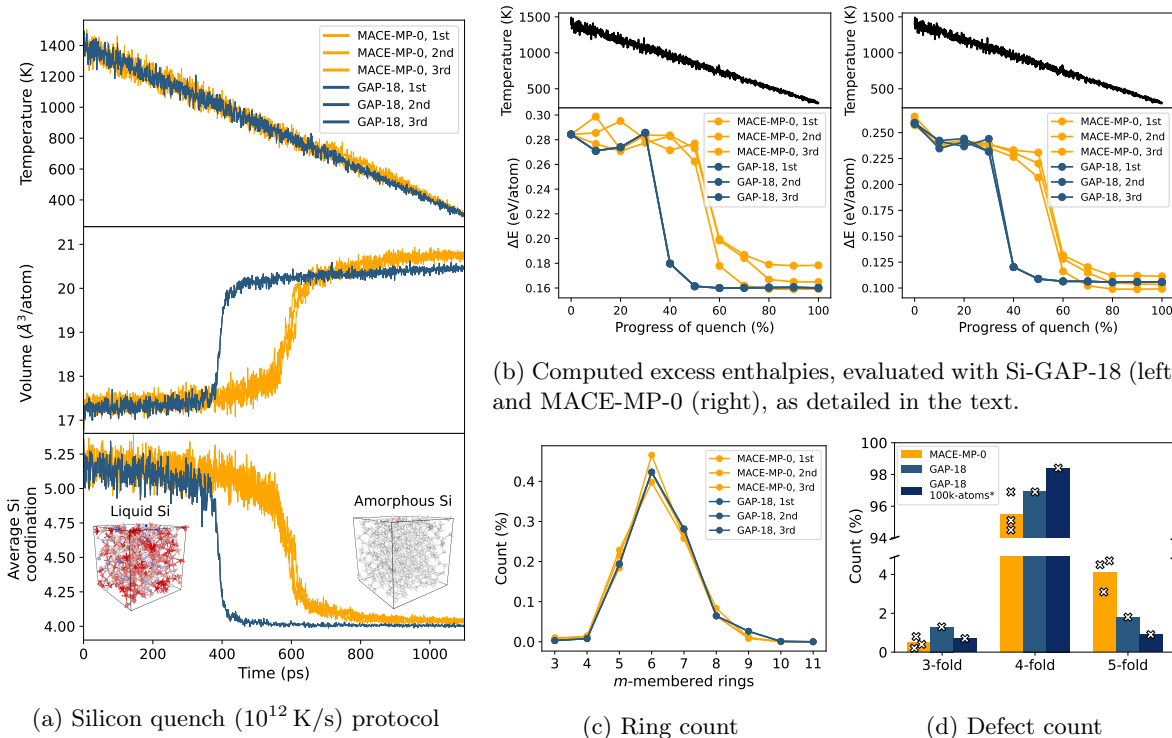 1400
1200
1000
800
600
400
Temperature (K)
MACE-MP-0, 1st
MACE-MP-0, 2nd
MACE-MP-0, 3rd
GAP-18, 1st
GAP-18, 2nd
GAP-18, 3rd
21
20
19
18
17
Volume (Å³/atom)
5.25
5.00
4.75
4.50
4.25
4.00
Average Si
coordination
Liquid Si
Amorphous Si
0 200 400 600 800 1000
Time (ps)
(a) Silicon quench (10¹² K/s) protocol
1500
1000
500
Temperature (K)
0.30
0.28
0.26
0.24
0.22
0.20
0.18
0.16
ΔE (eV/atom)
MACE-MP-0, 1st
MACE-MP-0, 2nd
MACE-MP-0, 3rd
GAP-18, 1st
GAP-18, 2nd
GAP-18, 3rd
0 20 40 60 80 100
Progress of quench (%)
1500
1000
500
Temperature (K)
0.250
0.225
0.200
0.175
0.150
0.125
0.100
ΔE (eV/atom)
MACE-MP-0, 1st
MACE-MP-0, 2nd
MACE-MP-0, 3rd
GAP-18, 1st
GAP-18, 2nd
GAP-18, 3rd
0 20 40 60 80 100
Progress of quench (%)
(b) Computed excess enthalpies, evaluated with Si-GAP-18 (left)
and MACE-MP-0 (right), as detailed in the text.
0.4
0.3
0.2
0.1
0.0
Count (%)
MACE-MP-0, 1st
MACE-MP-0, 2nd
MACE-MP-0, 3rd
GAP-18, 1st
GAP-18, 2nd
GAP-18, 3rd
3 4 5 6 7 8 9 10 11
m-membered rings
(c) Ring count
100
98
96
94
4
2
0
Count (%)
MACE-MP-0
GAP-18
GAP-18
100k-atoms*
3-fold 4-fold 5-fold
(d) Defect count